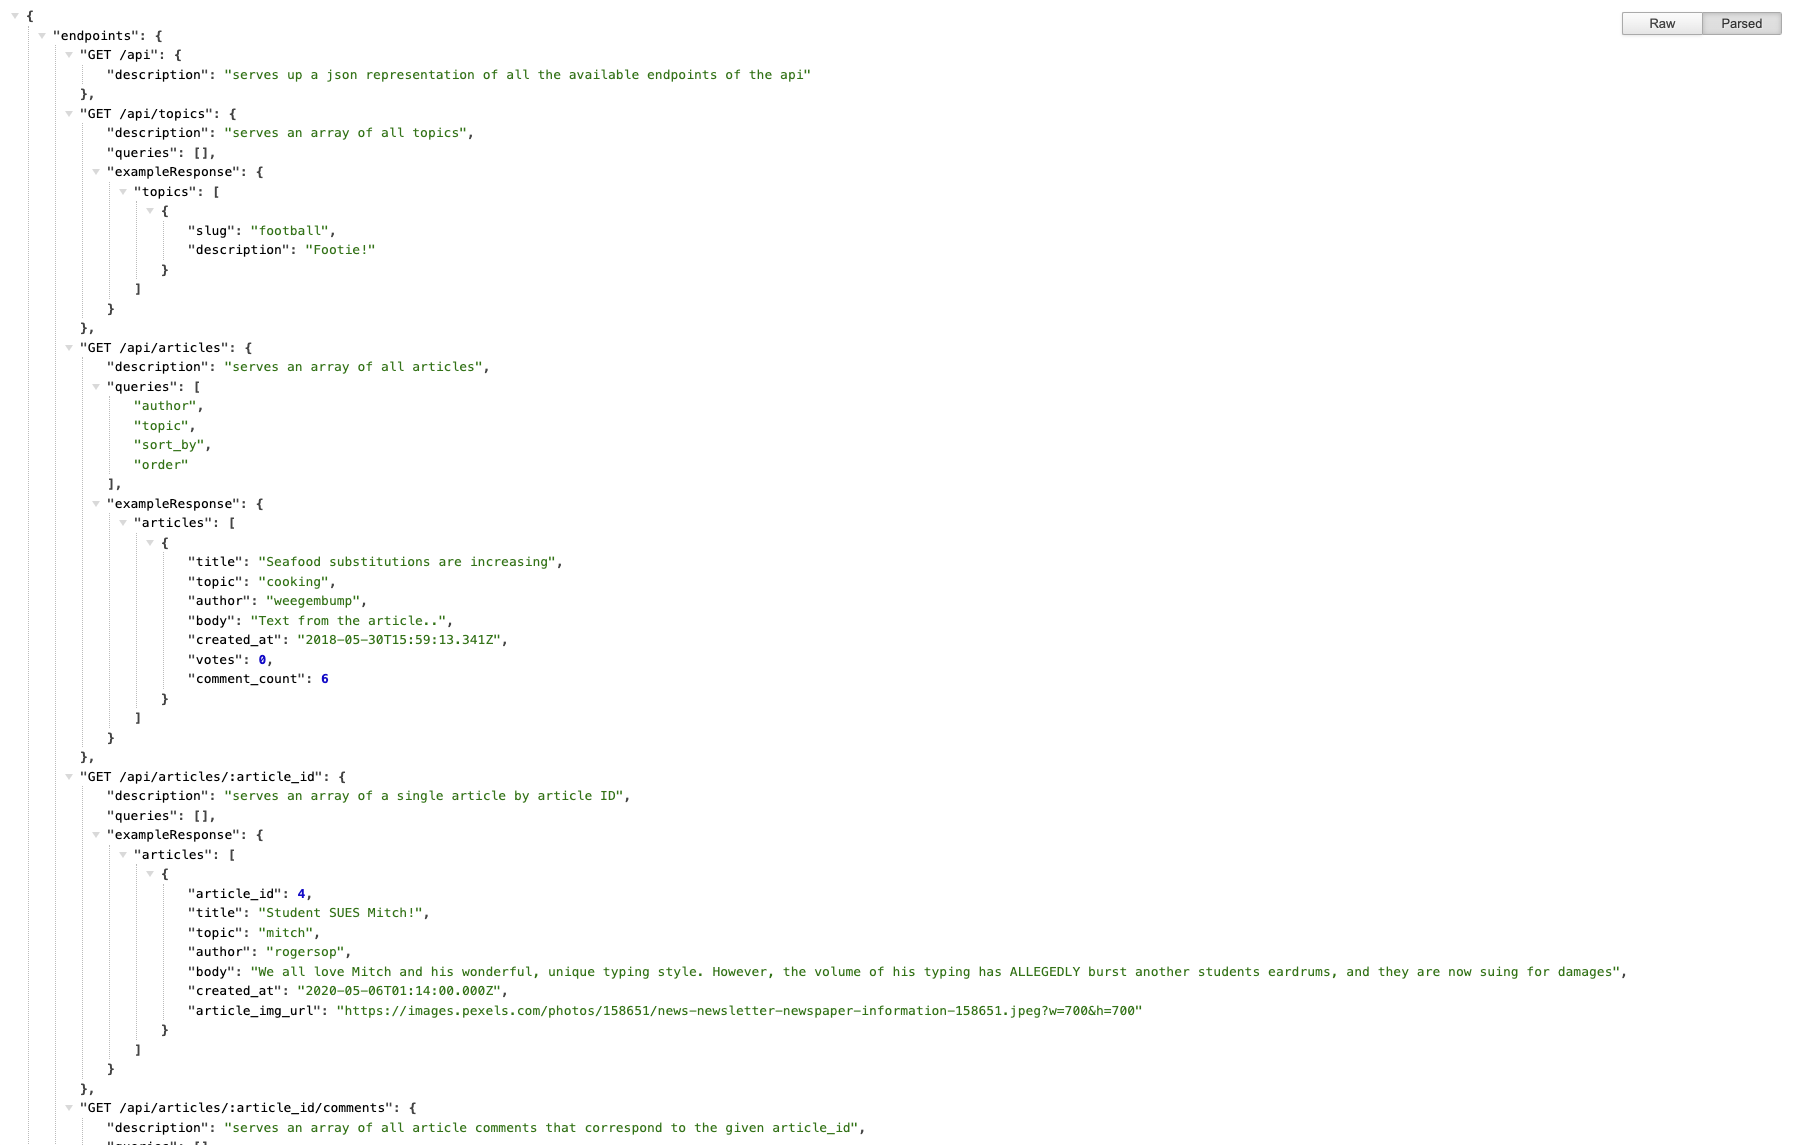 {
Raw Parsed
"endpoints": {
"GET /api": {
"description": "serves up a json representation of all the available endpoints of the api"
},
"GET /api/topics": {
"description": "serves an array of all topics",
"queries": [],
"exampleResponse": {
"topics": [
{
"slug": "football",
"description": "Footie!"
}
]
}
},
"GET /api/articles": {
"description": "serves an array of all articles",
"queries": [
"author",
"topic",
"sort_by",
"order"
],
"exampleResponse": {
"articles": [
{
"title": "Seafood substitutions are increasing",
"topic": "cooking",
"author": "weegembump",
"body": "Text from the article..",
"created_at": "2018-05-30T15:59:13.341Z",
"votes": 0,
"comment_count": 6
}
]
}
},
"GET /api/articles/:article_id": {
"description": "serves an array of a single article by article ID",
"queries": [],
"exampleResponse": {
"articles": [
{
"article_id": 4,
"title": "Student SUES Mitch!",
"topic": "mitch",
"author": "rogersop",
"body": "We all love Mitch and his wonderful, unique typing style. However, the volume of his typing has ALLEGEDLY burst another students eardrums, and they are now suing for damages",
"created_at": "2020-05-06T01:14:00.000Z",
"article_img_url": "https://images.pexels.com/photos/158651/news-newsletter-newspaper-information-158651.jpeg?w=700&h=700"
}
]
}
},
"GET /api/articles/:article_id/comments": {
"description": "serves an array of all article comments that correspond to the given article_id",